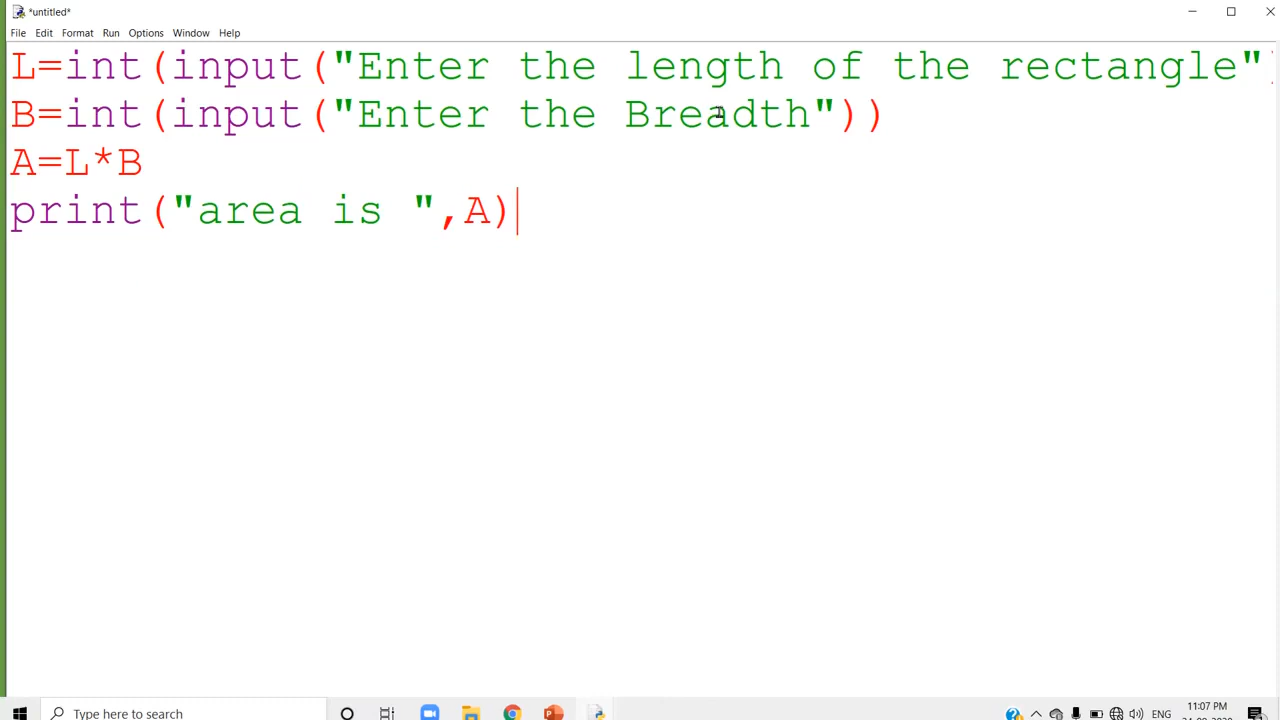 *untitled*
File Edit Format Run Options Window Help
L=int(input("Enter the length of the rectangle"
B=int(input("Enter the Breadth"))
A=L*B
print("area is ",A)
Type here to search
ENG
11:07 PM